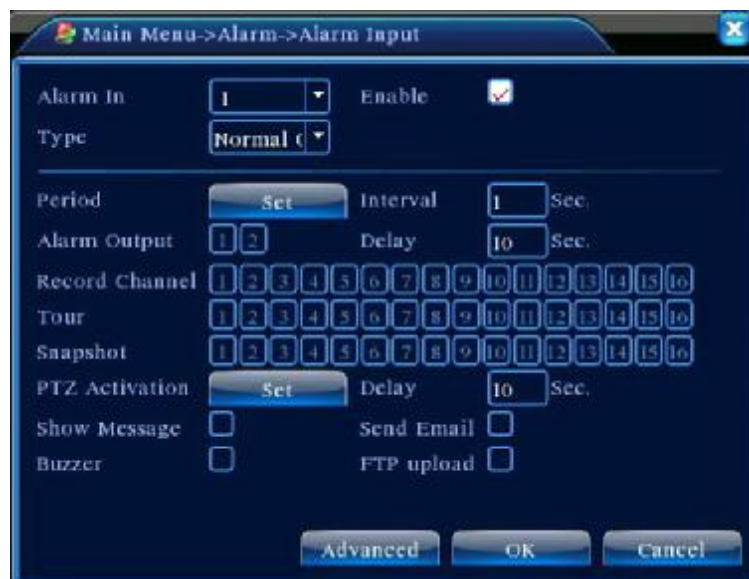 Main Menu->Alarm->Alarm Input
Alarm In 1 Enable
Type Normal (
Period Set Interval 1 Sec.
Alarm Output 1 2 Delay 10 Sec.
Record Channel 1 2 3 4 5 6 7 8 9 10 11 12 13 14 15 16
Tour 1 2 3 4 5 6 7 8 9 10 11 12 13 14 15 16
Snapshot 1 2 3 4 5 6 7 8 9 10 11 12 13 14 15 16
PTZ Activation Set Delay 10 Sec.
Show Message Send Email
Buzzer FTP upload
Advanced OK Cancel